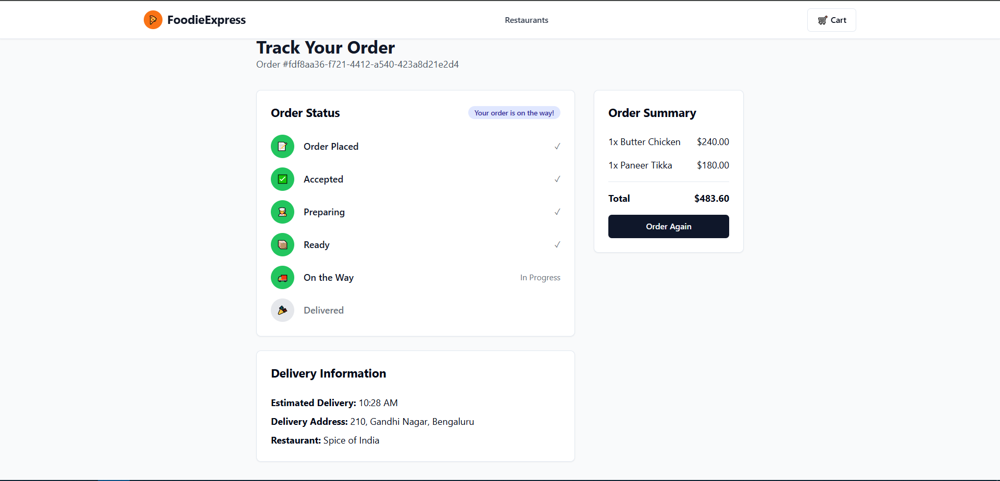 FoodieExpress
Restaurants
Cart
Track Your Order
Order #fdf8aa36-f721-4412-a540-423a8d21e2d4
Order Status
Your order is on the way!
Order Placed ✓
Accepted ✓
Preparing ✓
Ready ✓
On the Way In Progress
Delivered
Order Summary
1x Butter Chicken $240.00
1x Paneer Tikka $180.00
Total $483.60
Order Again
Delivery Information
Estimated Delivery: 10:28 AM
Delivery Address: 210, Gandhi Nagar, Bengaluru
Restaurant: Spice of India